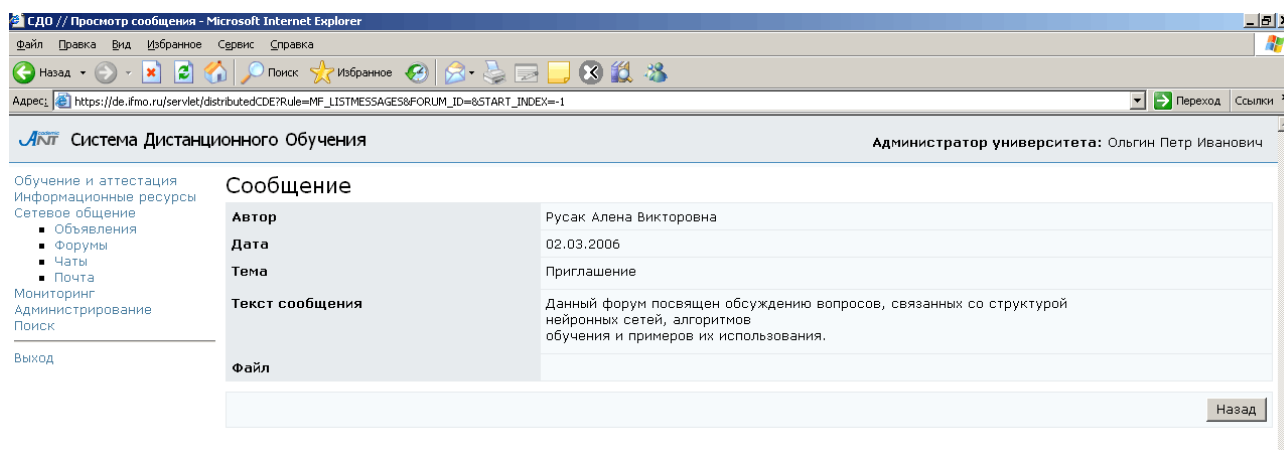 СДО // Просмотр сообщения - Microsoft Internet Explorer
Файл Правка Вид Избранное Сервис Справка
Назад Поиск Избранное
Адрес: https://de.ifmo.ru/servlet/distributedCDE?Rule=MF_LISTMESSAGES&FORUM_ID=&START_INDEX=-1 Переход Ссылки
Academic ANT Система Дистанционного Обучения Администратор университета: Ольгин Петр Иванович
Обучение и аттестация
Информационные ресурсы
Сетевое общение
Объявления
Форумы
Чаты
Почта
Мониторинг
Администрирование
Поиск
Выход
Сообщение
Автор Русак Алена Викторовна
Дата 02.03.2006
Тема Приглашение
Текст сообщения Данный форум посвящен обсуждению вопросов, связанных со структурой
нейронных сетей, алгоритмов
обучения и примеров их использования.
Файл
Назад